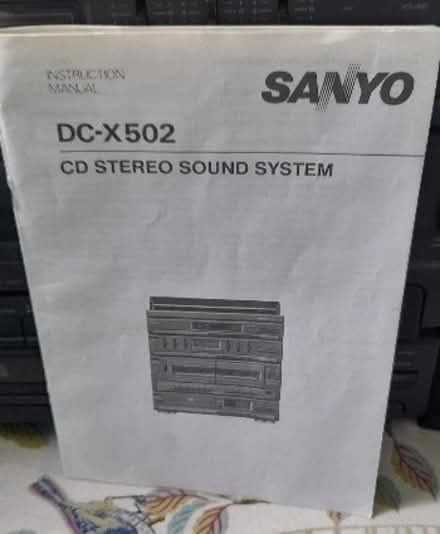 INSTRUCTION
MANUAL
SANYO
DC-X502
CD STEREO SOUND SYSTEM